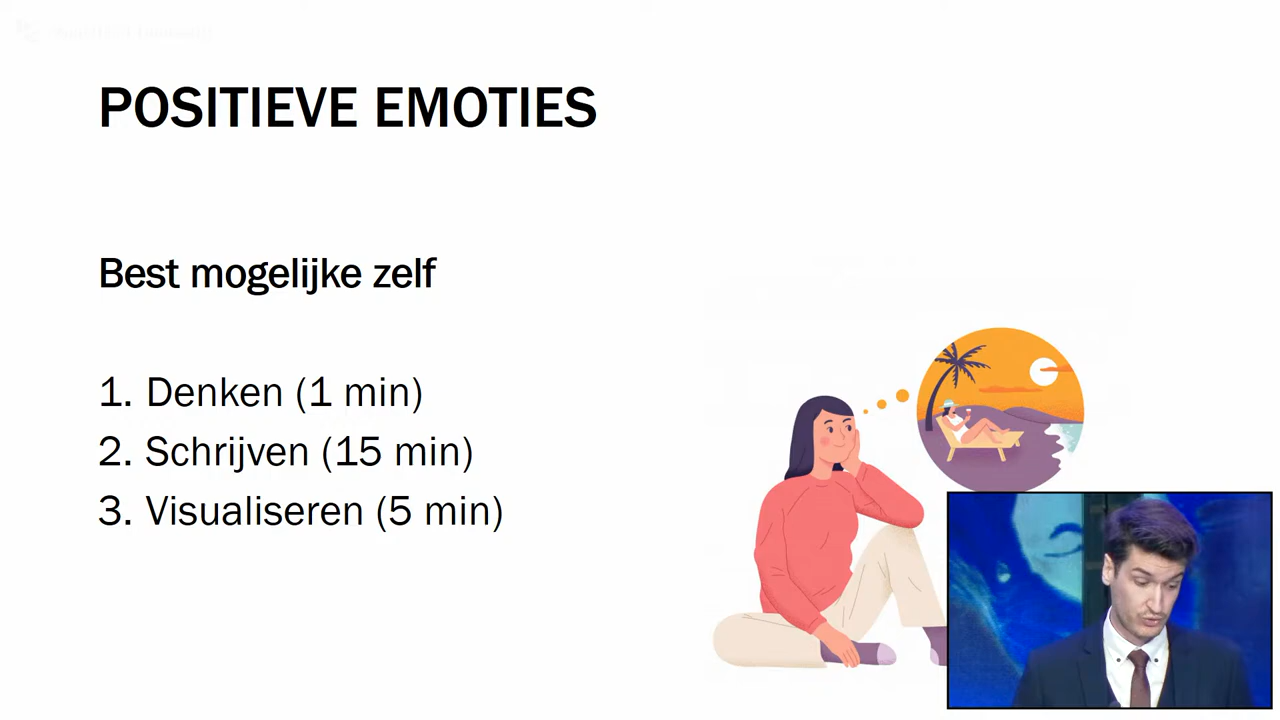 POSITIEVE EMOTIES
Best mogelijke zelf
1. Denken (1 min)
2. Schrijven (15 min)
3. Visualiseren (5 min)